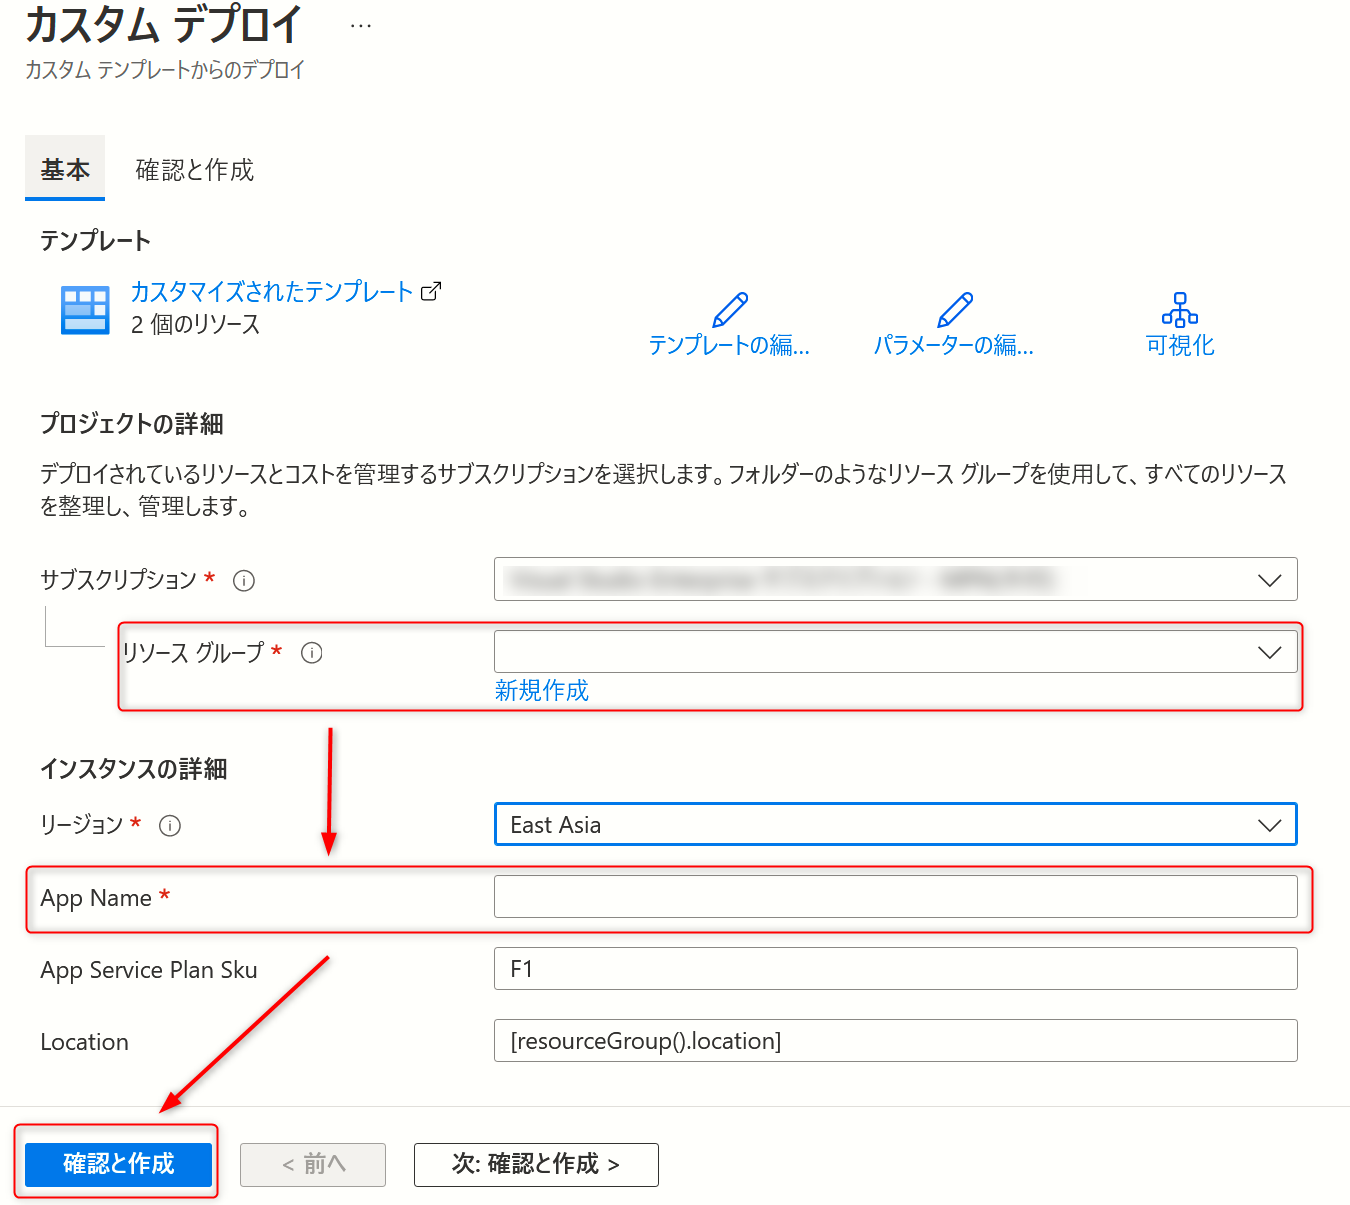 カスタム デプロイ ...
カスタム テンプレートからのデプロイ
基本 確認と作成
テンプレート
カスタマイズされたテンプレート
2 個のリソース
テンプレートの編... パラメーターの編... 可視化
プロジェクトの詳細
デプロイされているリソースとコストを管理するサブスクリプションを選択します。フォルダーのようなリソース グループを使用して、すべてのリソース
を整理し、管理します。
サブスクリプション *
リソース グループ *
新規作成
インスタンスの詳細
リージョン * East Asia
App Name *
App Service Plan Sku F1
Location [resourceGroup().location]
確認と作成 < 前へ 次: 確認と作成 >